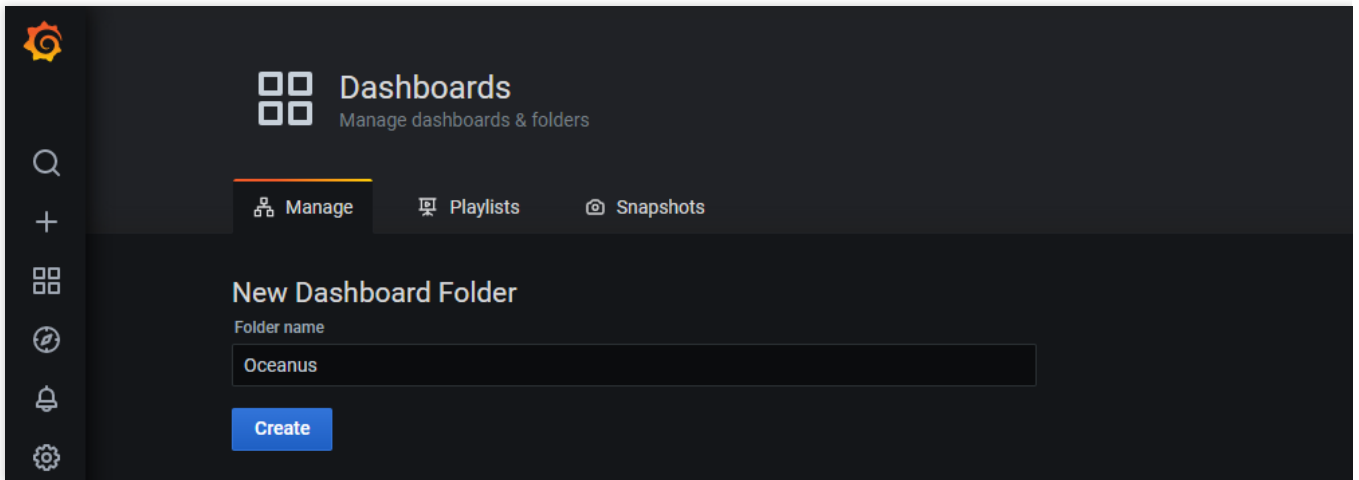 Dashboards
Manage dashboards & folders
Manage Playlists Snapshots
New Dashboard Folder
Folder name
Oceanus
Create